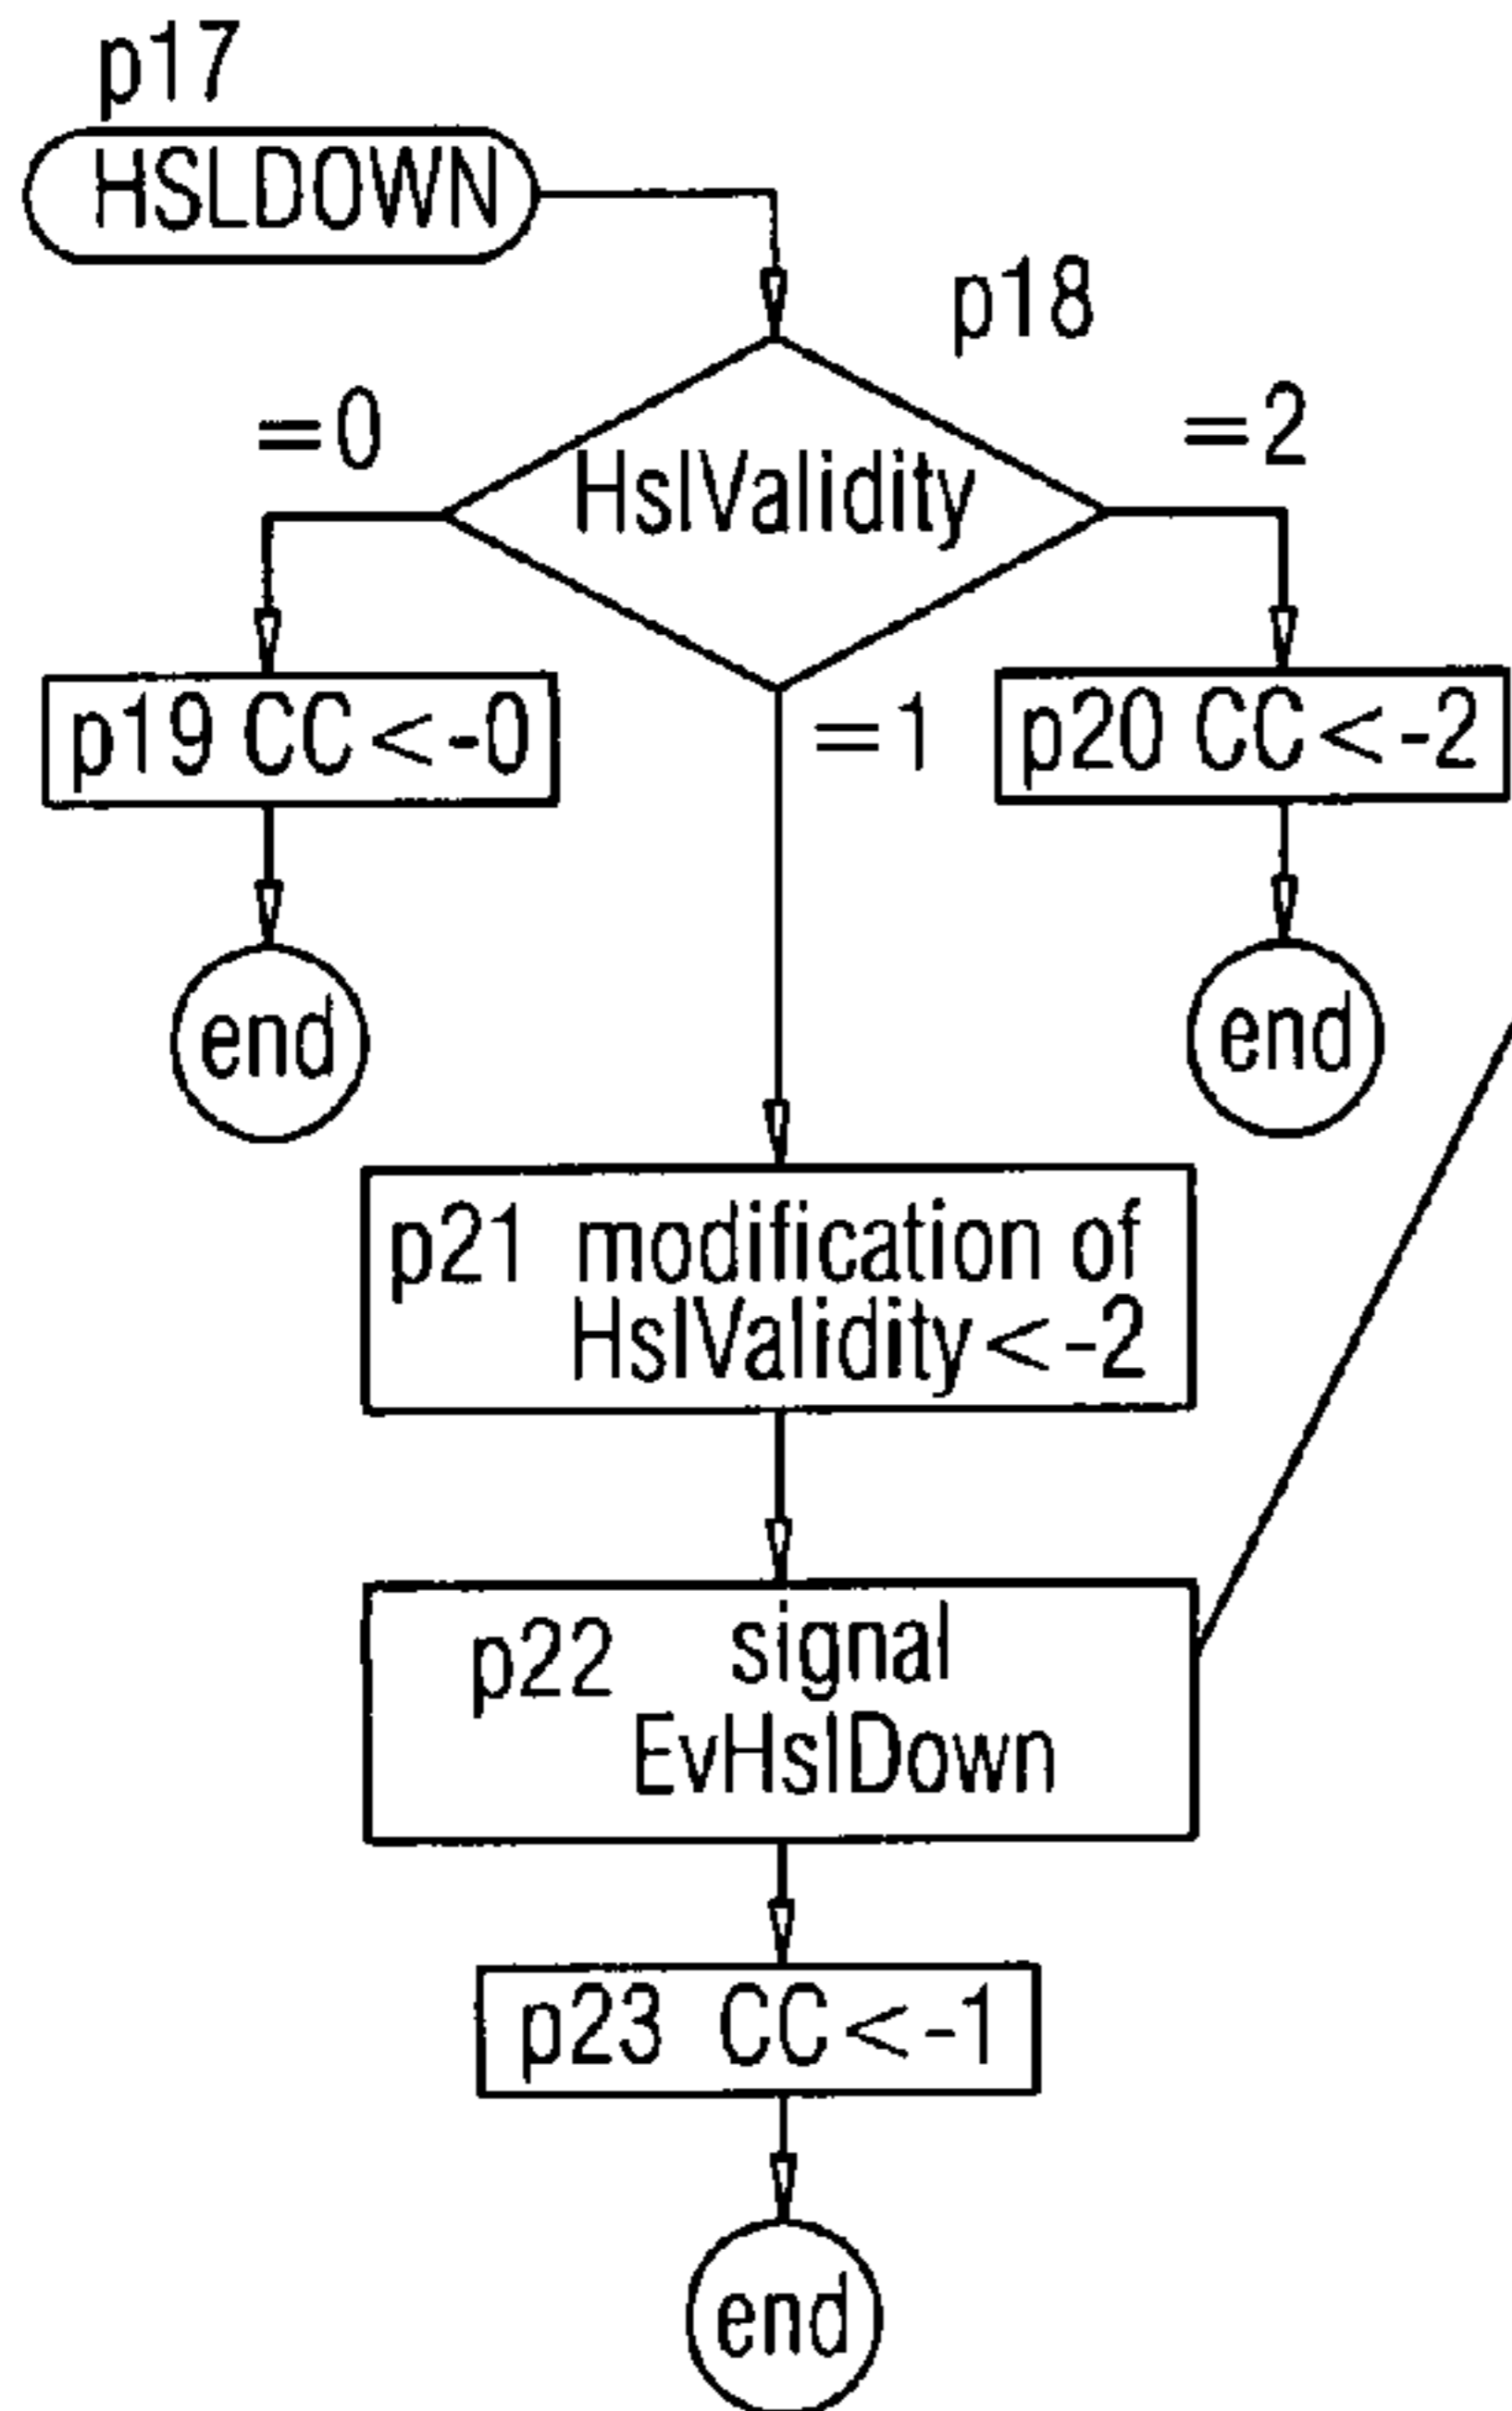 p17
HSLDOWN
p18
=0
HslValidity
=2
p19 CC<-0
=1
p20 CC<-2
end
end
p21 modification of
HslValidity<-2
p22 signal
EvHslDown
p23 CC<-1
end